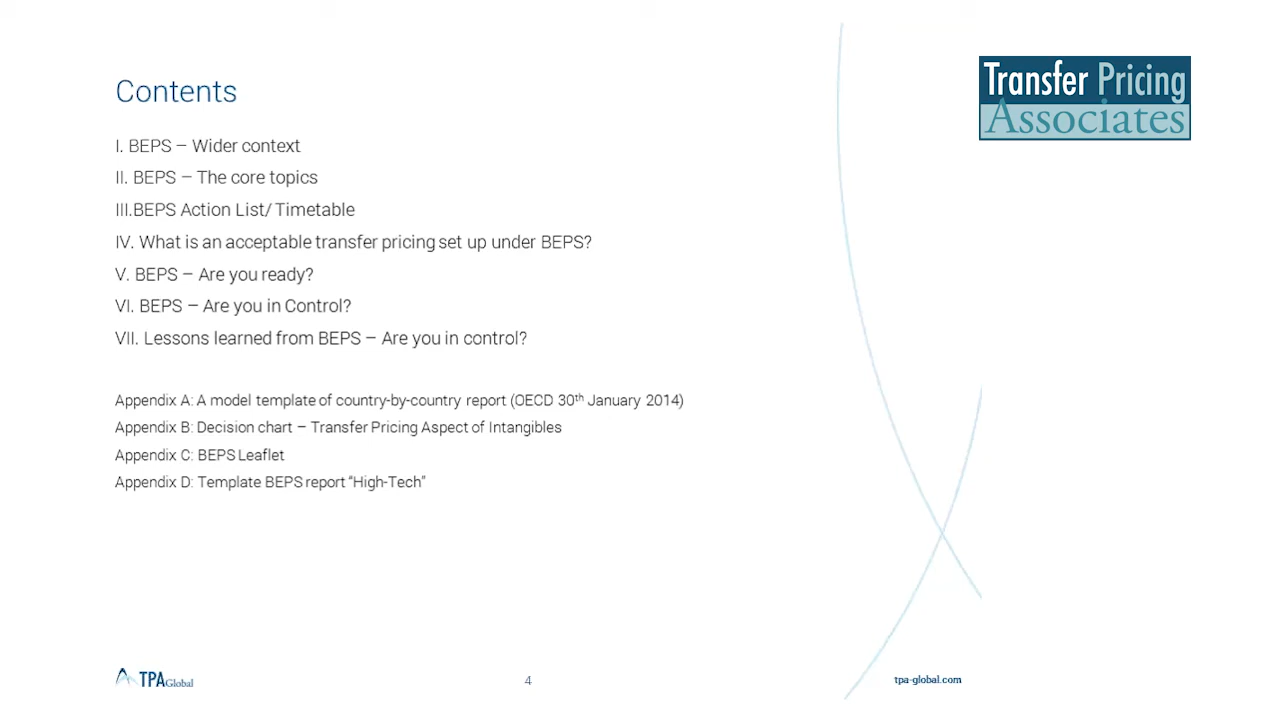 Contents
Transfer Pricing
Associates
I. BEPS – Wider context
II. BEPS – The core topics
III.BEPS Action List/ Timetable
IV. What is an acceptable transfer pricing set up under BEPS?
V. BEPS – Are you ready?
VI. BEPS – Are you in Control?
VII. Lessons learned from BEPS – Are you in control?
Appendix A: A model template of country-by-country report (OECD 30th January 2014)
Appendix B: Decision chart – Transfer Pricing Aspect of Intangibles
Appendix C: BEPS Leaflet
Appendix D: Template BEPS report “High-Tech”
TPA Global
4
tpa-global.com